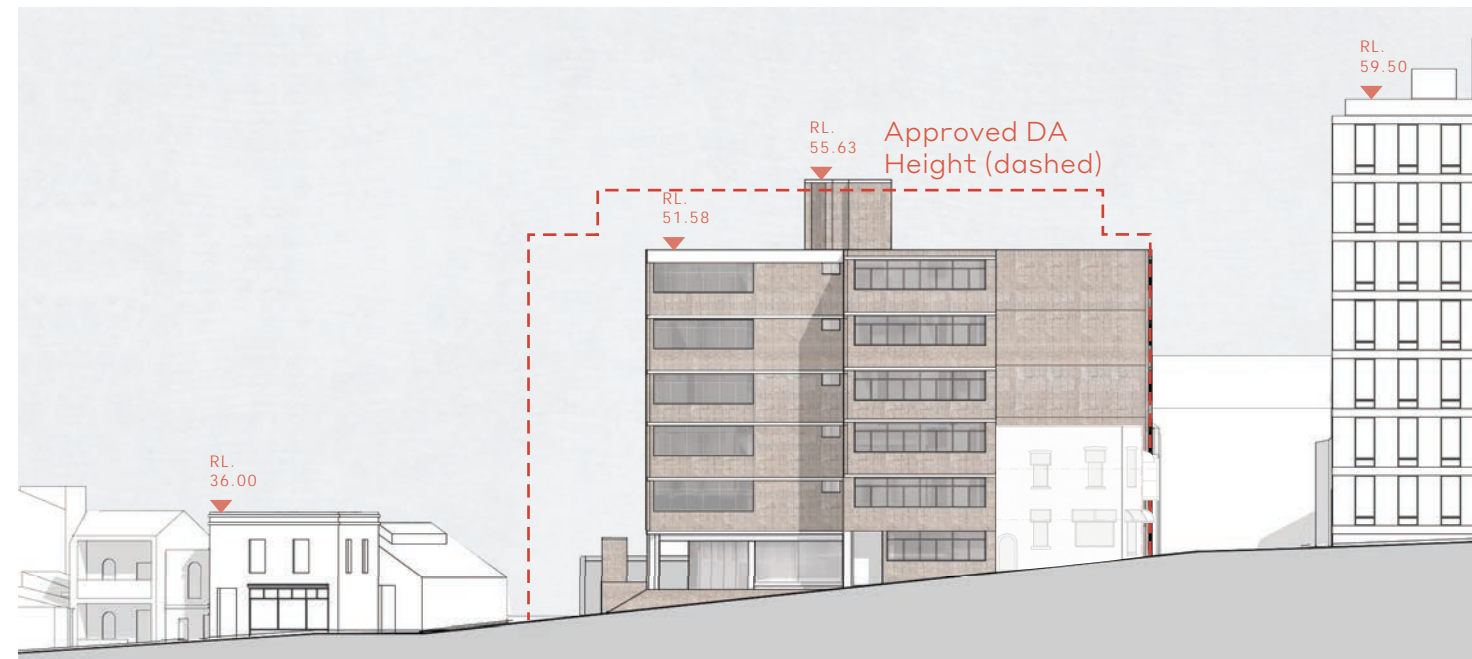 RL.
59.50
RL.
55.63
Approved DA
Height (dashed)
RL.
51.58
RL.
36.00